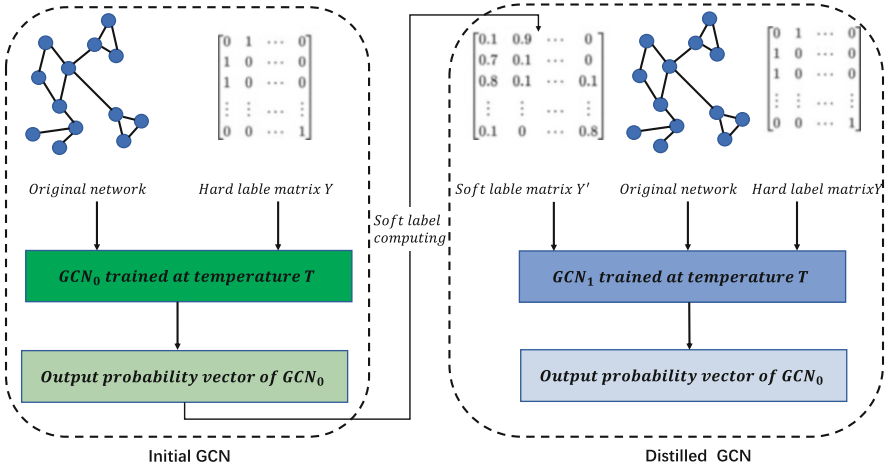 0 1 ⋯ 0
1 0 ⋯ 0
1 0 ⋯ 0
⋮ ⋮ ⋯ ⋮
0 0 ⋯ 1
Original network
Hard lable matrix Y
GCN₀ trained at temperature T
Output probability vector of GCN₀
Initial GCN
Soft label
computing
0.1 0.9 ⋯ 0
0.7 0.1 ⋯ 0
0.8 0.1 ⋯ 0.1
⋮ ⋮ ⋯ ⋮
0.1 0 ⋯ 0.8
0 1 ⋯ 0
1 0 ⋯ 0
1 0 ⋯ 0
⋮ ⋮ ⋯ ⋮
0 0 ⋯ 1
Soft lable matrix Y′
Original network
Hard label matrixY
GCN₁ trained at temperature T
Output probability vector of GCN₀
Distilled GCN